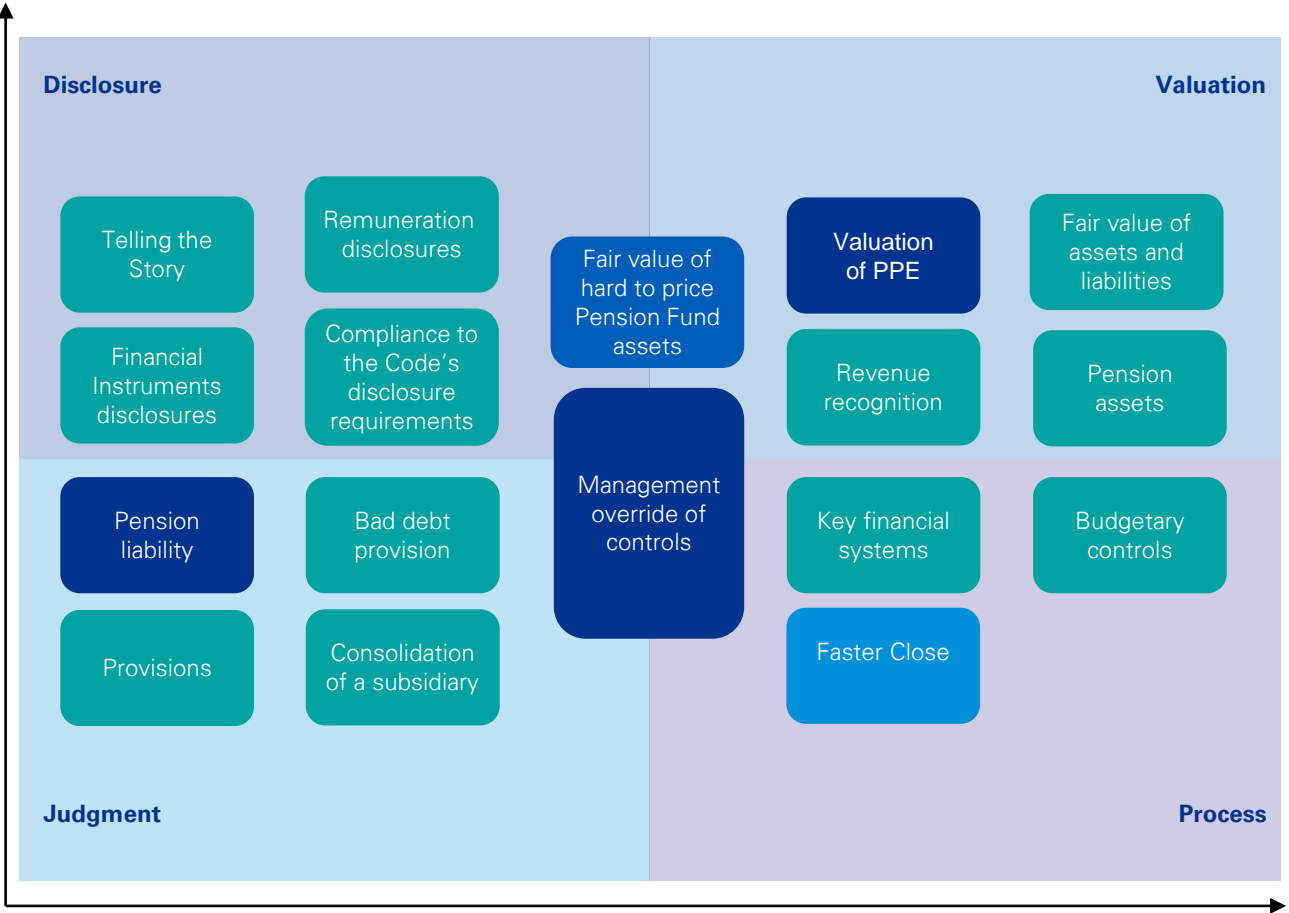 Disclosure
Valuation
Telling the
Story
Remuneration
disclosures
Financial
Instruments
disclosures
Compliance to
the Code's
disclosure
requirements
Fair value of
hard to price
Pension Fund
assets
Valuation
of PPE
Fair value of
assets and
liabilities
Revenue
recognition
Pension
assets
Management
override of
controls
Pension
liability
Bad debt
provision
Provisions
Consolidation
of a subsidiary
Key financial
systems
Budgetary
controls
Faster Close
Judgment
Process